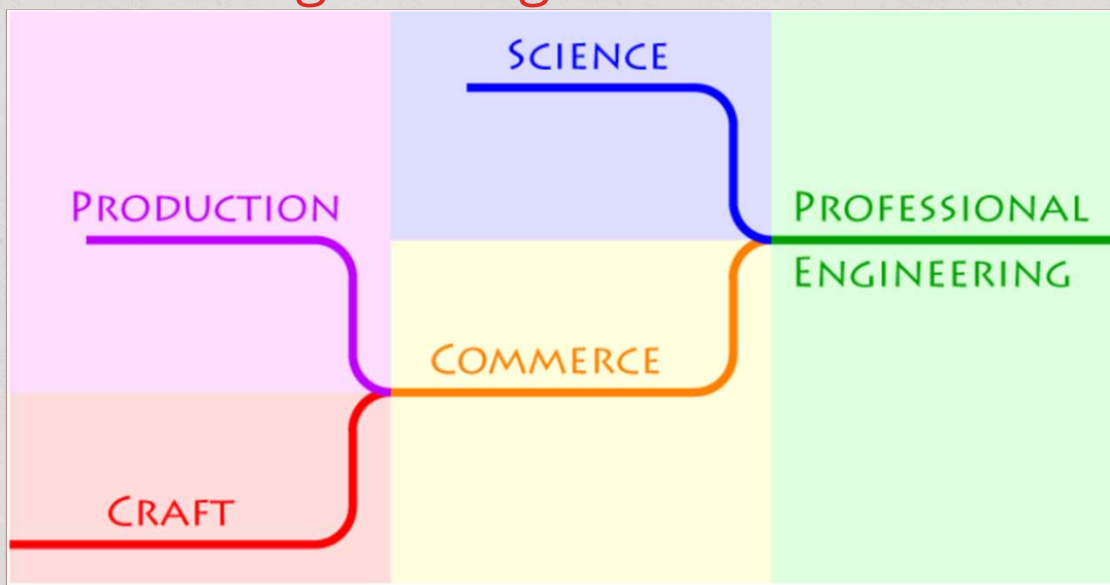 SCIENCE
PRODUCTION
PROFESSIONAL
ENGINEERING
COMMERCE
CRAFT